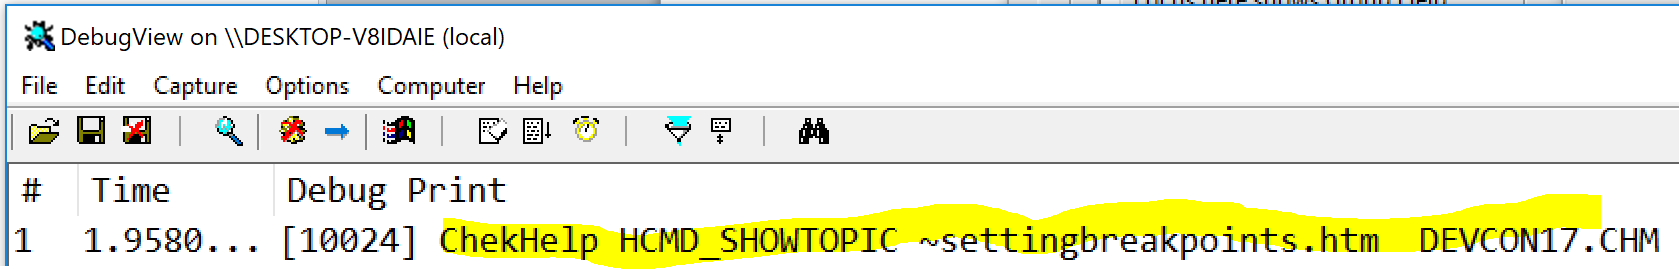 DebugView on \\DESKTOP-V8IDAIE (local)
File Edit Capture Options Computer Help
# Time Debug Print
1 1.9580... [10024] ChekHelp HCMD_SHOWTOPIC ~settingbreakpoints.htm DEVCON17.CHM